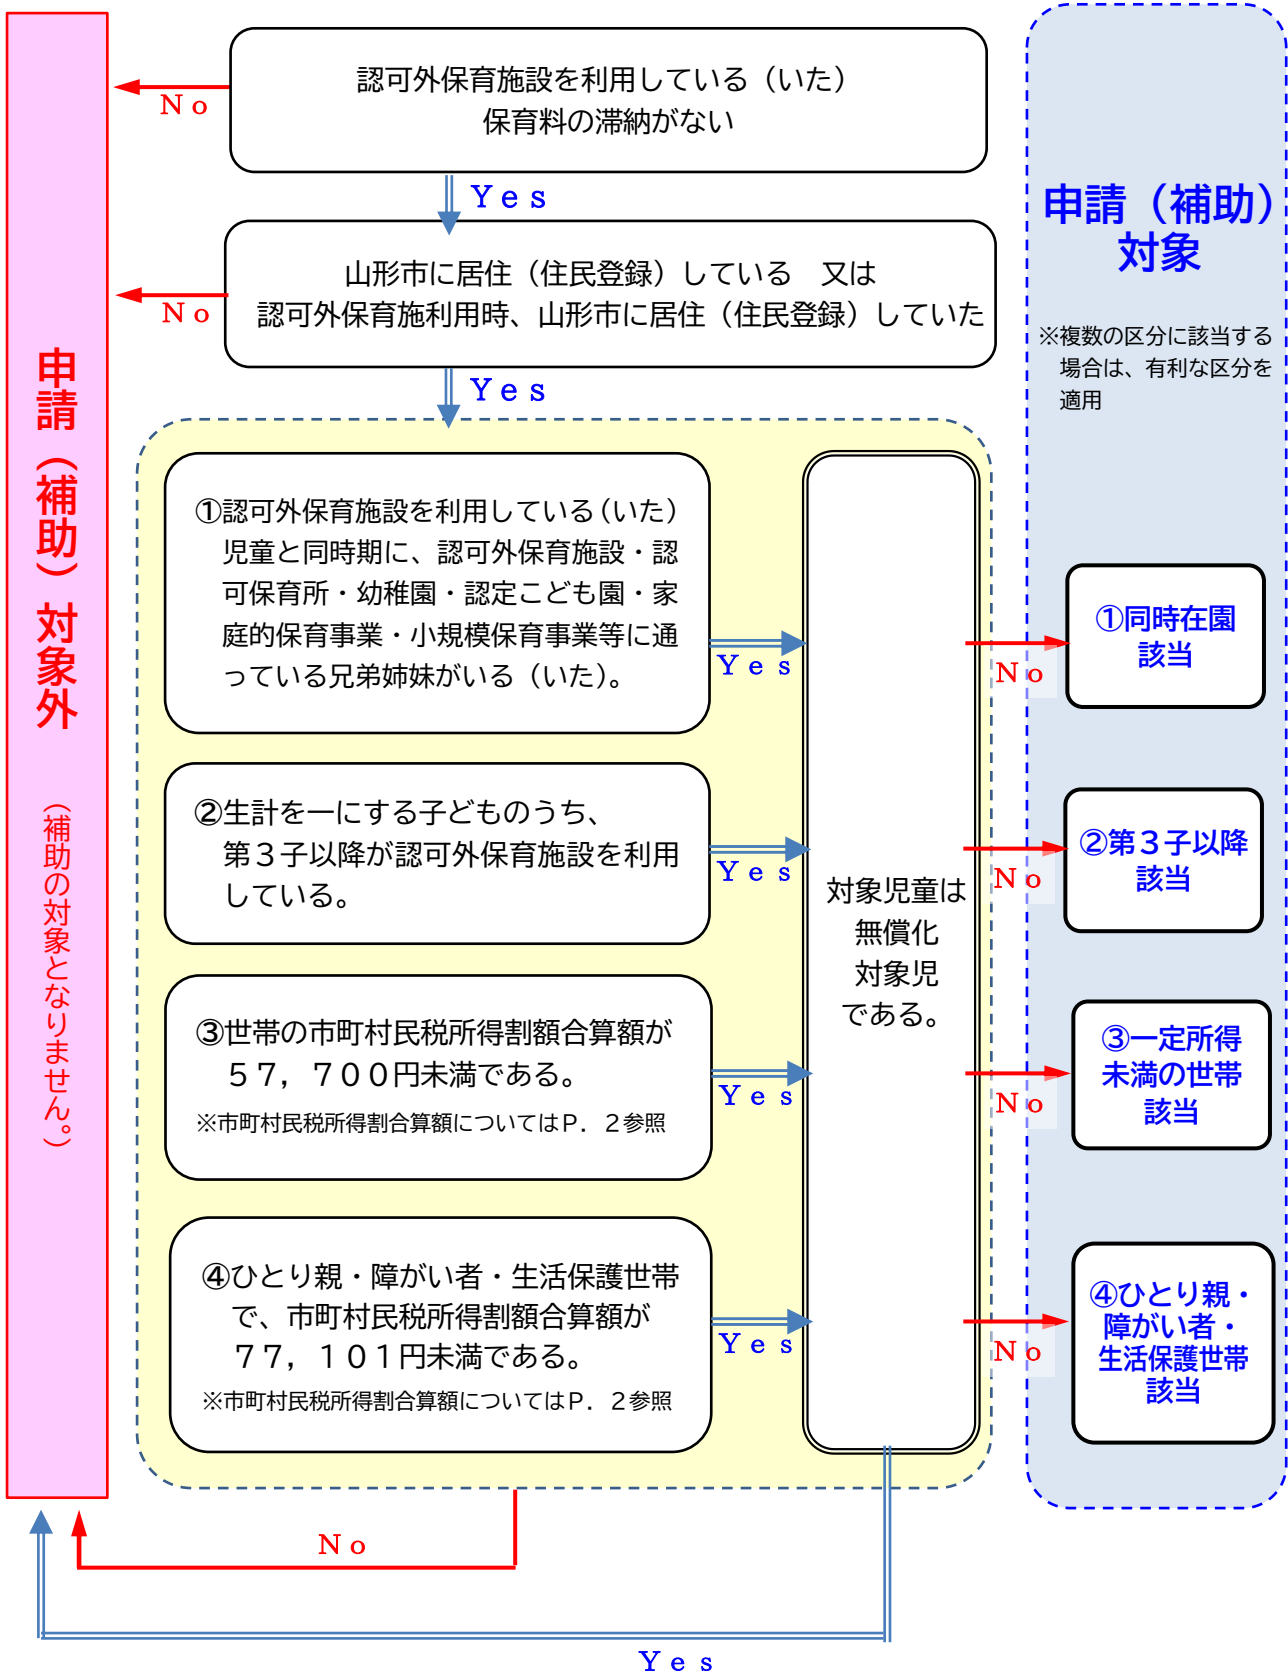 認可外保育施設を利用している（いた）
保育料の滞納がない
No
Yes
山形市に居住（住民登録）している　又は
認可外保育施利用時、山形市に居住（住民登録）していた
No
Yes
申請（補助）対象外　（補助の対象となりません。）
①認可外保育施設を利用している（いた）
児童と同時期に、認可外保育施設・認
可保育所・幼稚園・認定こども園・家
庭的保育事業・小規模保育事業等に通
っている兄弟姉妹がいる（いた）。
Yes
②生計を一にする子どものうち、
第３子以降が認可外保育施設を利用
している。
Yes
③世帯の市町村民税所得割額合算額が
５７，７００円未満である。
※市町村民税所得割合算額についてはＰ．２参照
Yes
④ひとり親・障がい者・生活保護世帯
で、市町村民税所得割額合算額が
７７，１０１円未満である。
※市町村民税所得割合算額についてはＰ．２参照
Yes
対象児童は
無償化
対象児
である。
No
No
No
No
申請（補助）
対象
※複数の区分に該当する
場合は、有利な区分を
適用
①同時在園
該当
②第３子以降
該当
③一定所得
未満の世帯
該当
④ひとり親・
障がい者・
生活保護世帯
該当
No
Yes